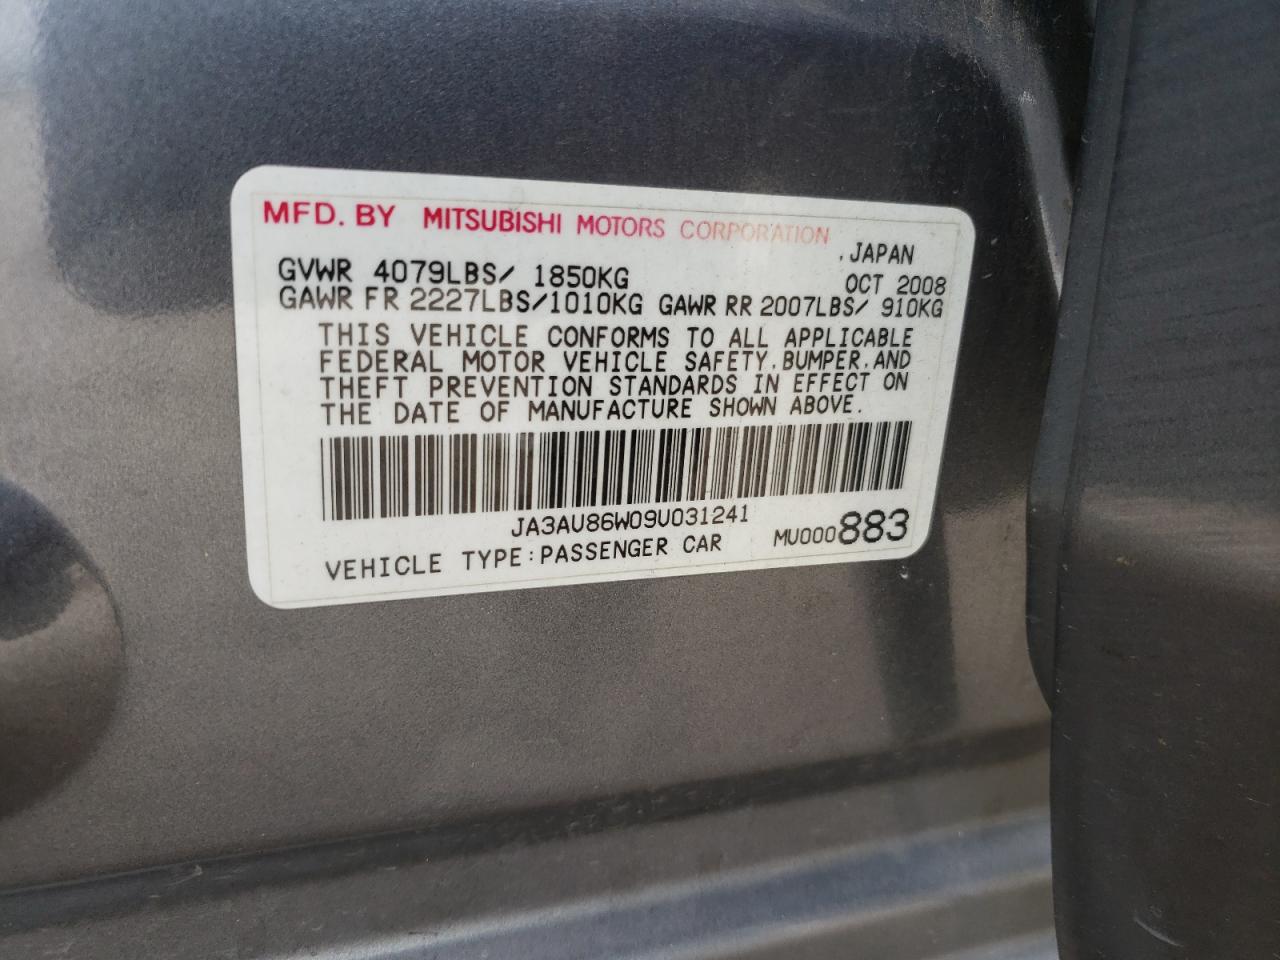 MFD. BY MITSUBISHI MOTORS CORPORATION
, JAPAN
GVWR 4079LBS/ 1850KG OCT 2008
GAWR FR 2227LBS/1010KG GAWR RR 2007LBS/ 910KG
THIS VEHICLE CONFORMS TO ALL APPLICABLE
FEDERAL MOTOR VEHICLE SAFETY, BUMPER, AND
THEFT PREVENTION STANDARDS IN EFFECT ON
THE DATE OF MANUFACTURE SHOWN ABOVE.
JA3AU86W09U031241
VEHICLE TYPE:PASSENGER CAR MU000883